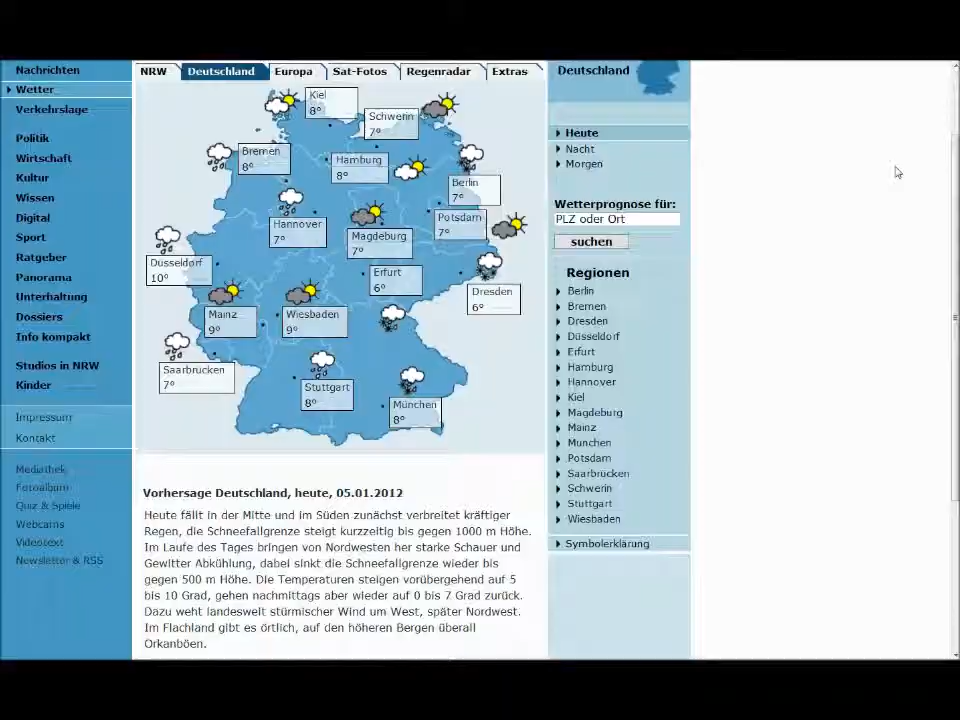 Nachrichten
Wetter
Verkehrslage
Politik
Wirtschaft
Kultur
Wissen
Digital
Sport
Ratgeber
Panorama
Unterhaltung
Dossiers
Info kompakt
Studios in NRW
Kinder
Impressum
Kontakt
Mediathek
Fotoalbum
Quiz & Spiele
Webcams
Videotext
Newsletter & RSS
NRW Deutschland Europa Sat-Fotos Regenradar Extras
Kiel
8°
Schwerin
7°
Bremen
8°
Hamburg
8°
Berlin
7°
Potsdam
7°
Hannover
7°
Magdeburg
7°
Düsseldorf
10°
Erfurt
6°
Dresden
6°
Mainz
9°
Wiesbaden
9°
Saarbrücken
7°
Stuttgart
8°
München
8°
Vorhersage Deutschland, heute, 05.01.2012
Heute fällt in der Mitte und im Süden zunächst verbreitet kräftiger
Regen, die Schneefallgrenze steigt kurzzeitig bis gegen 1000 m Höhe.
Im Laufe des Tages bringen von Nordwesten her starke Schauer und
Gewitter Abkühlung, dabei sinkt die Schneefallgrenze wieder bis
gegen 500 m Höhe. Die Temperaturen steigen vorübergehend auf 5
bis 10 Grad, gehen nachmittags aber wieder auf 0 bis 7 Grad zurück.
Dazu weht landesweit stürmischer Wind um West, später Nordwest.
Im Flachland gibt es örtlich, auf den höheren Bergen überall
Orkanböen.
Deutschland
Heute
Nacht
Morgen
Wetterprognose für:
PLZ oder Ort
suchen
Regionen
Berlin
Bremen
Dresden
Düsseldorf
Erfurt
Hamburg
Hannover
Kiel
Magdeburg
Mainz
München
Potsdam
Saarbrücken
Schwerin
Stuttgart
Wiesbaden
Symbolerklärung